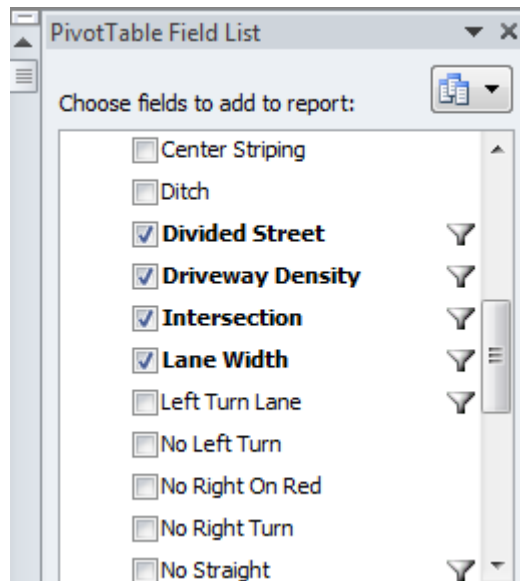 PivotTable Field List
Choose fields to add to report:
Center Striping
Ditch
Divided Street
Driveway Density
Intersection
Lane Width
Left Turn Lane
No Left Turn
No Right On Red
No Right Turn
No Straight